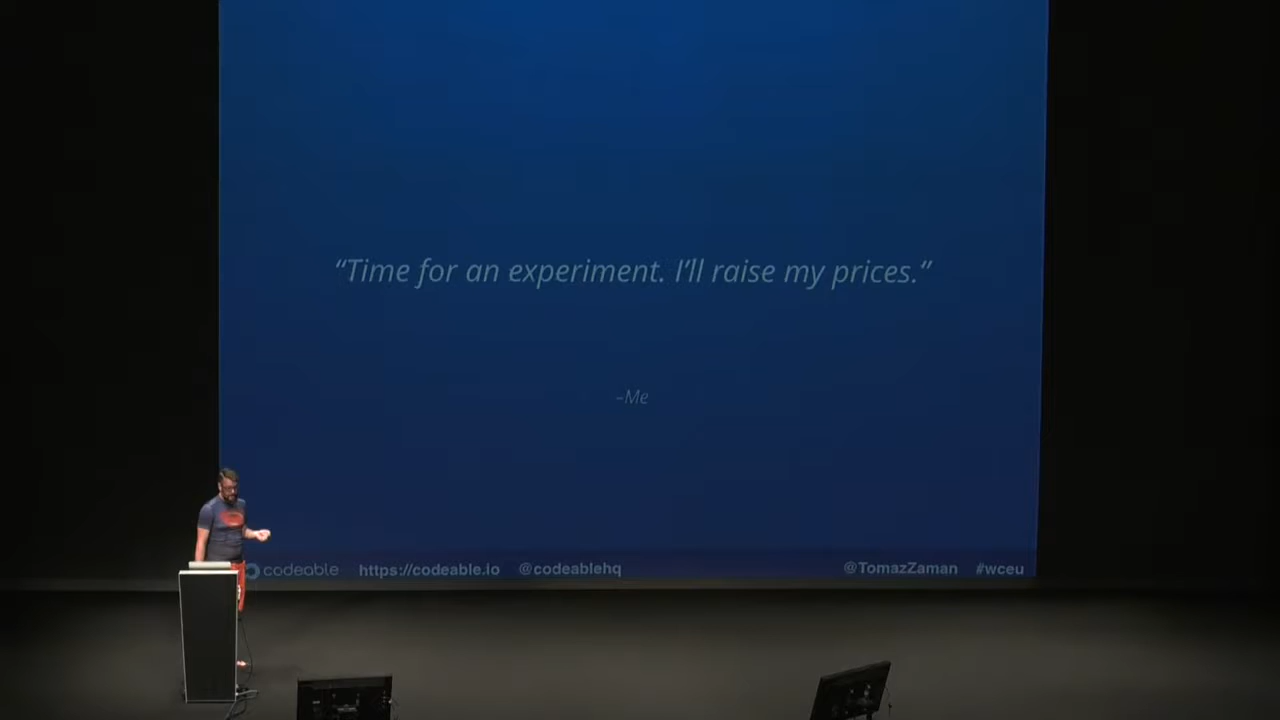 “Time for an experiment. I’ll raise my prices.”
–Me
codeable https://codeable.io @codeablehq @TomazZaman #wceu